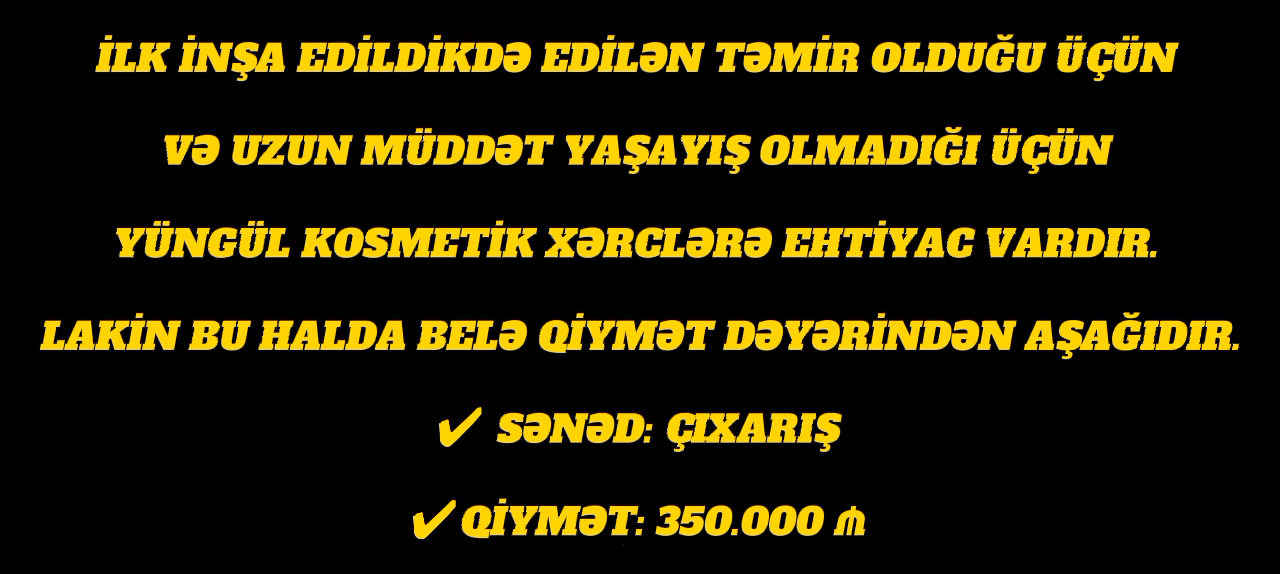 İLK İNŞA EDİLDİKDƏ EDİLƏN TƏMİR OLDUĞU ÜÇÜN
VƏ UZUN MÜDDƏT YAŞAYIŞ OLMADIĞI ÜÇÜN
YÜNGÜL KOSMETİK XƏRCLƏRƏ EHTİYAC VARDIR.
LAKİN BU HALDA BELƏ QİYMƏT DƏYƏRİNDƏN AŞAĞIDIR.
✔ SƏNƏD: ÇIXARIŞ
✔QİYMƏT: 350.000 ₼